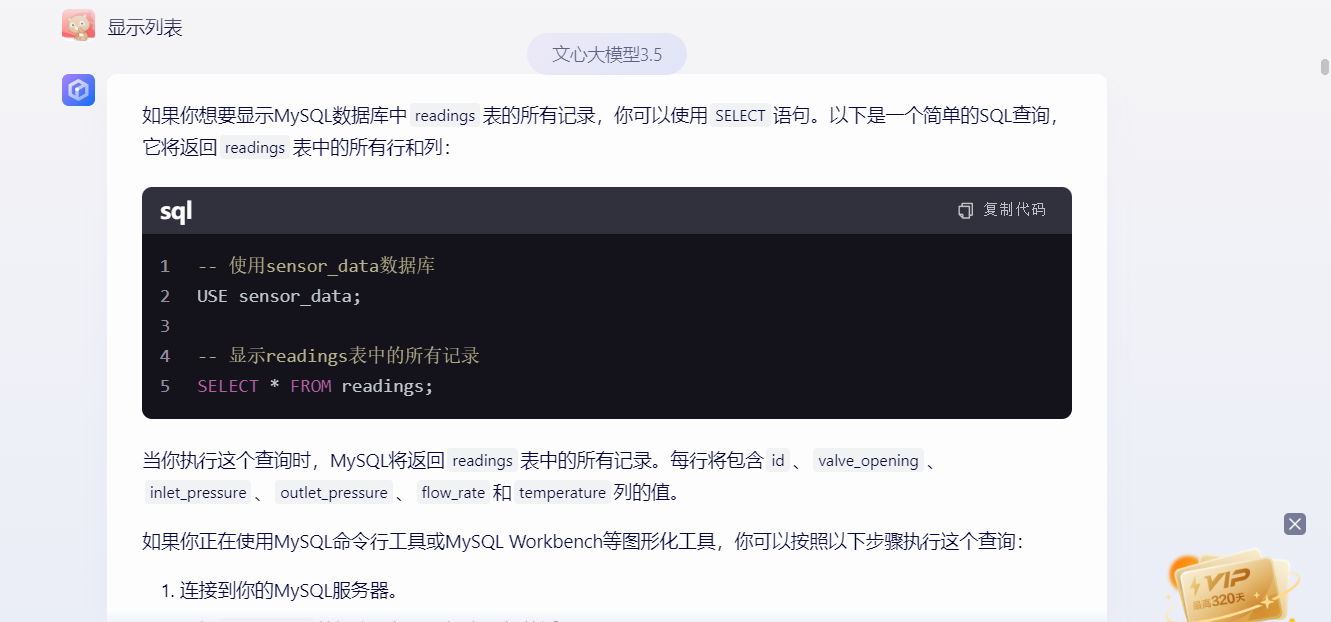 显示列表
文心大模型3.5
如果你想要显示MySQL数据库中 readings 表的所有记录，你可以使用 SELECT 语句。以下是一个简单的SQL查询，
它将返回 readings 表中的所有行和列：
sql
复制代码
1 -- 使用sensor_data数据库
2 USE sensor_data;
3
4 -- 显示readings表中的所有记录
5 SELECT * FROM readings;
当你执行这个查询时，MySQL将返回 readings 表中的所有记录。每行将包含 id 、 valve_opening 、
inlet_pressure 、 outlet_pressure 、 flow_rate 和 temperature 列的值。
如果你正在使用MySQL命令行工具或MySQL Workbench等图形化工具，你可以按照以下步骤执行这个查询：
1. 连接到你的MySQL服务器。
VIP
最高320天